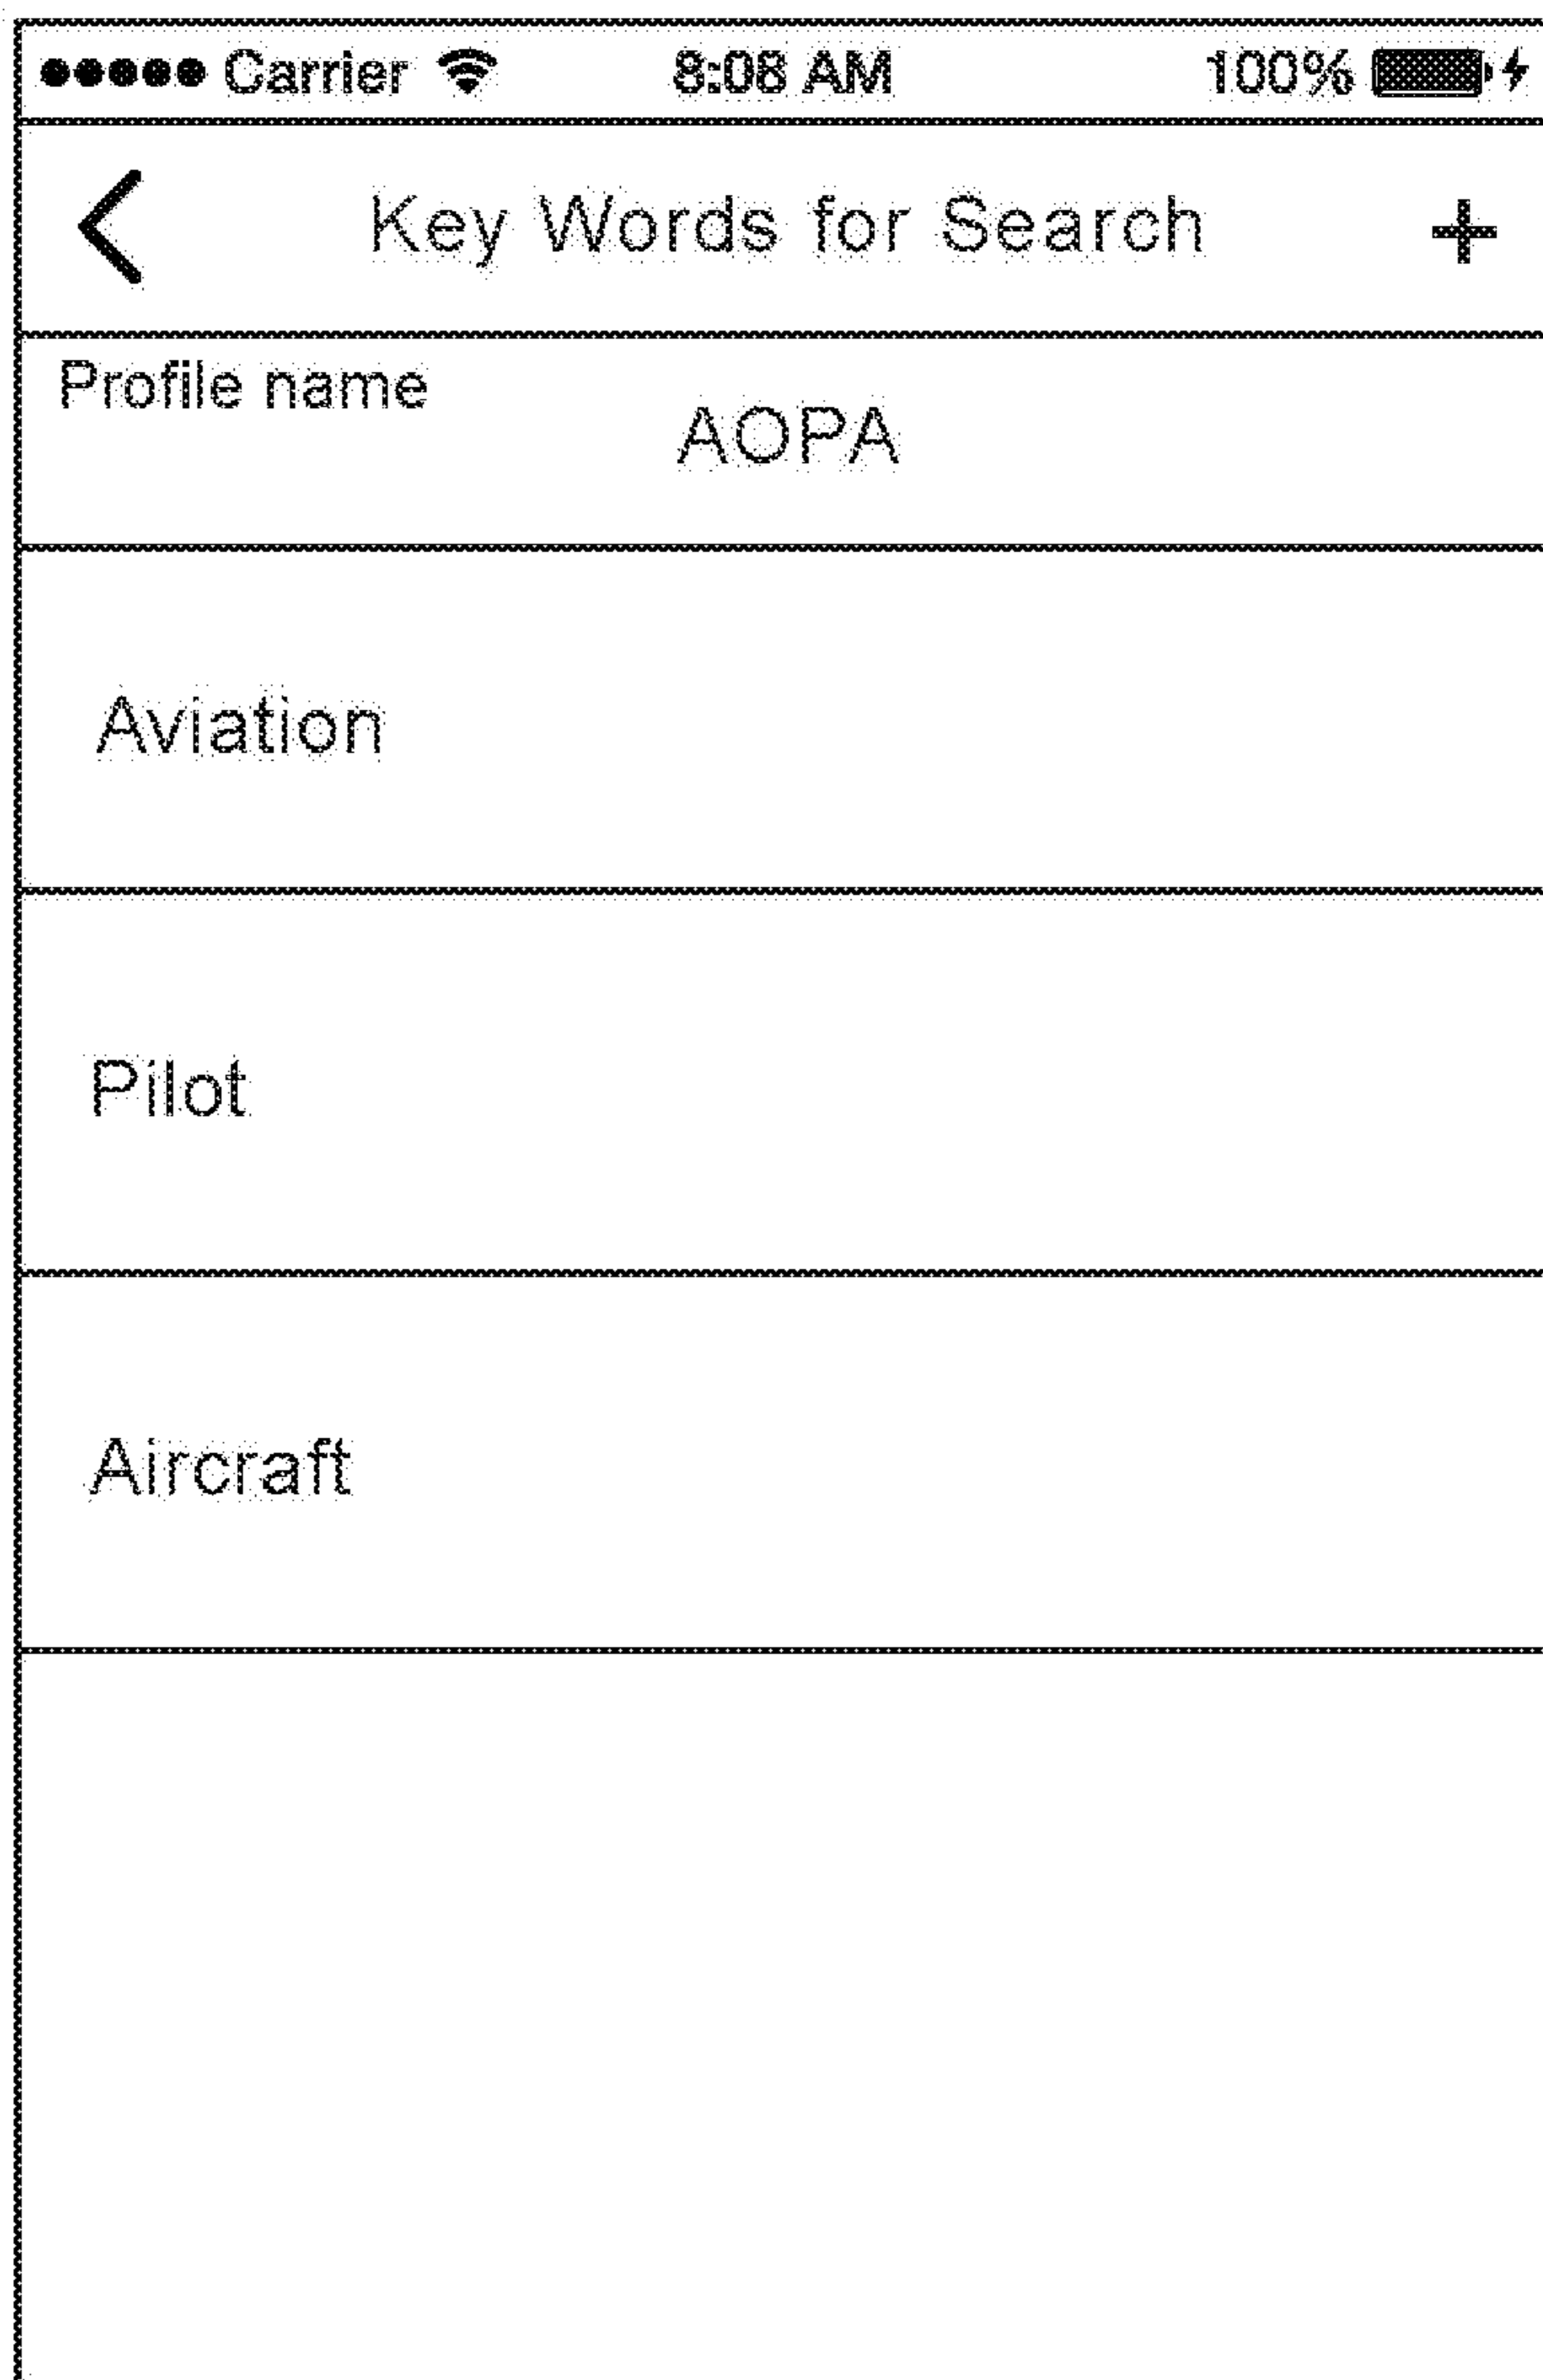 Carrier 8:08 AM 100%
Key Words for Search +
Profile name
AOPA
Aviation
Pilot
Aircraft